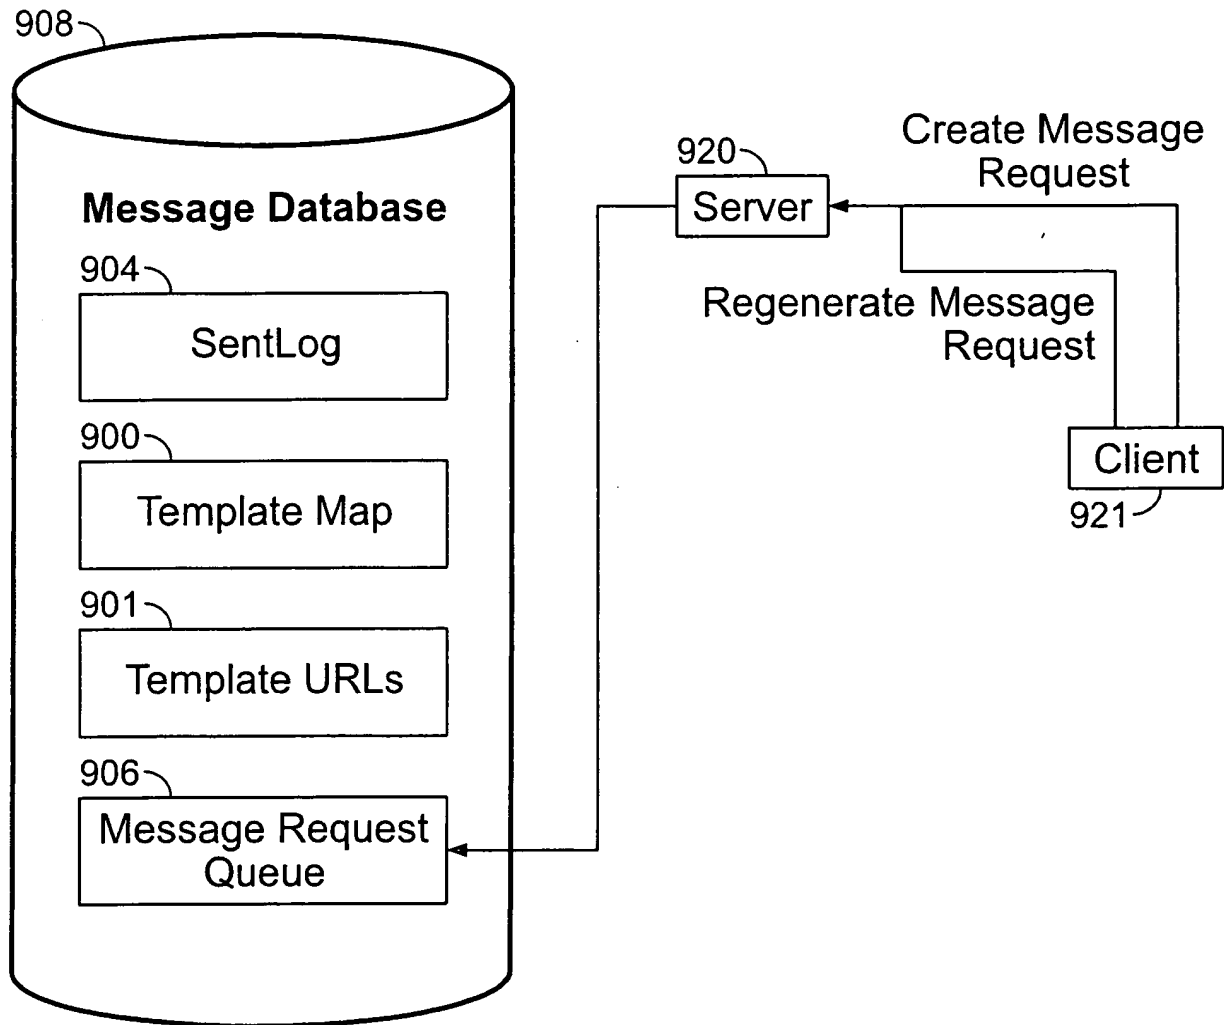 908
Message Database
904
SentLog
900
Template Map
901
Template URLs
906
Message Request
Queue
920
Server
Create Message
Request
Regenerate Message
Request
Client
921